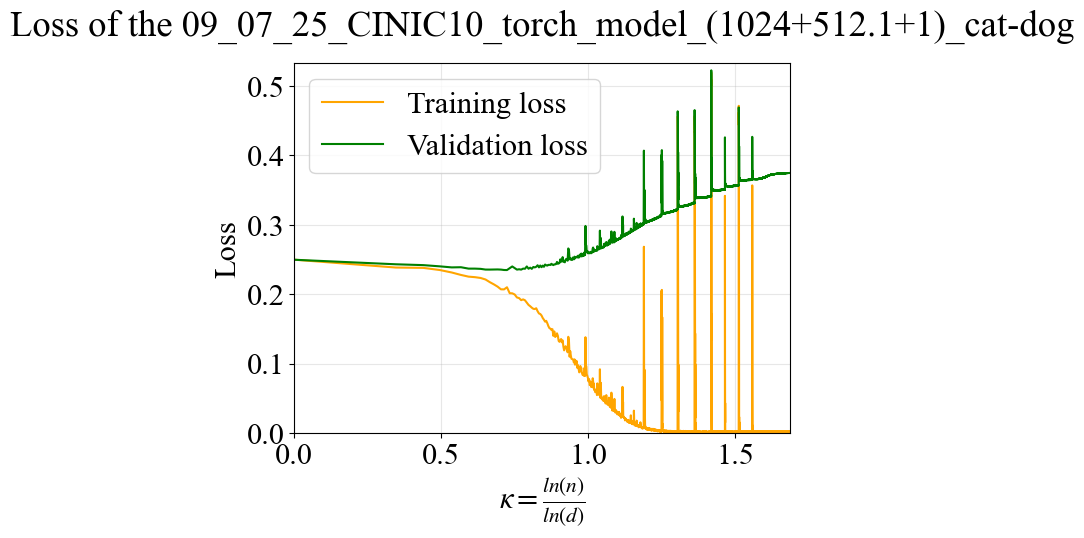 Loss of the 09_07_25_CINIC10_torch_model_(1024+512.1+1)_cat-dog
Training loss
Validation loss
0.5
0.4
0.3
0.2
0.1
0.0
Loss
0.0 0.5 1.0 1.5
κ = ln(n)/ln(d)